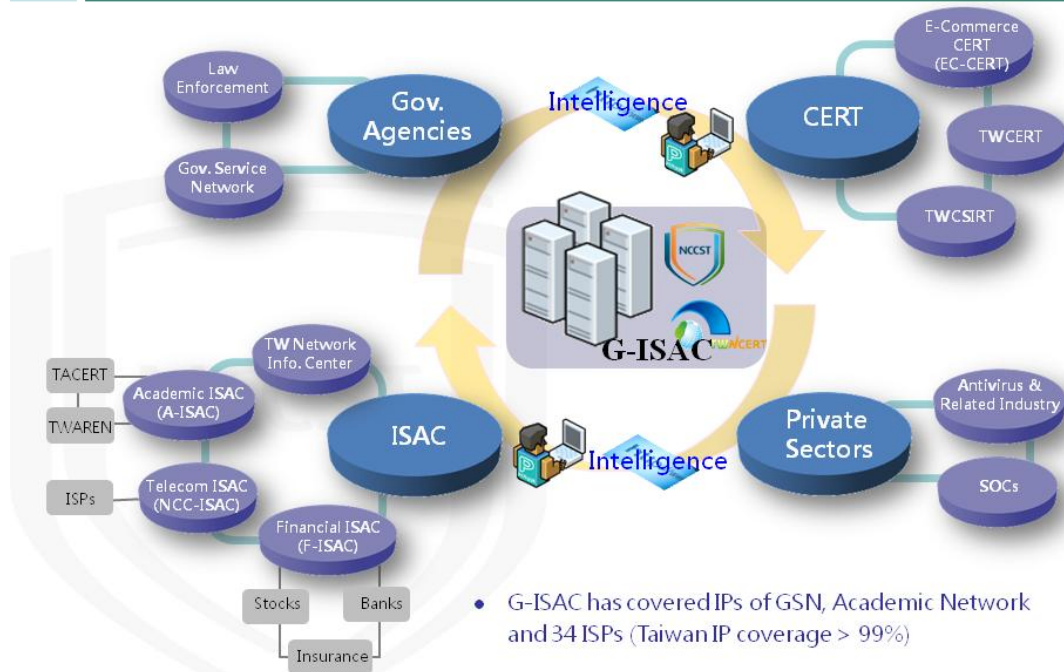 E-Commerce
CERT
(EC-CERT)
Law
Enforcement
Gov.
Agencies
Intelligence
CERT
TWCERT
Gov. Service
Network
TWCSIRT
NCCST
TWNCERT
G-ISAC
TW Network
Info. Center
TACERT
Academic ISAC
(A-ISAC)
TWAREN
ISAC
Private
Sectors
Antivirus &
Related Industry
Intelligence
SOCs
ISPs
Telecom ISAC
(NCC-ISAC)
Financial ISAC
(F-ISAC)
Stocks
Banks
Insurance
• G-ISAC has covered IPs of GSN, Academic Network
and 34 ISPs (Taiwan IP coverage > 99%)